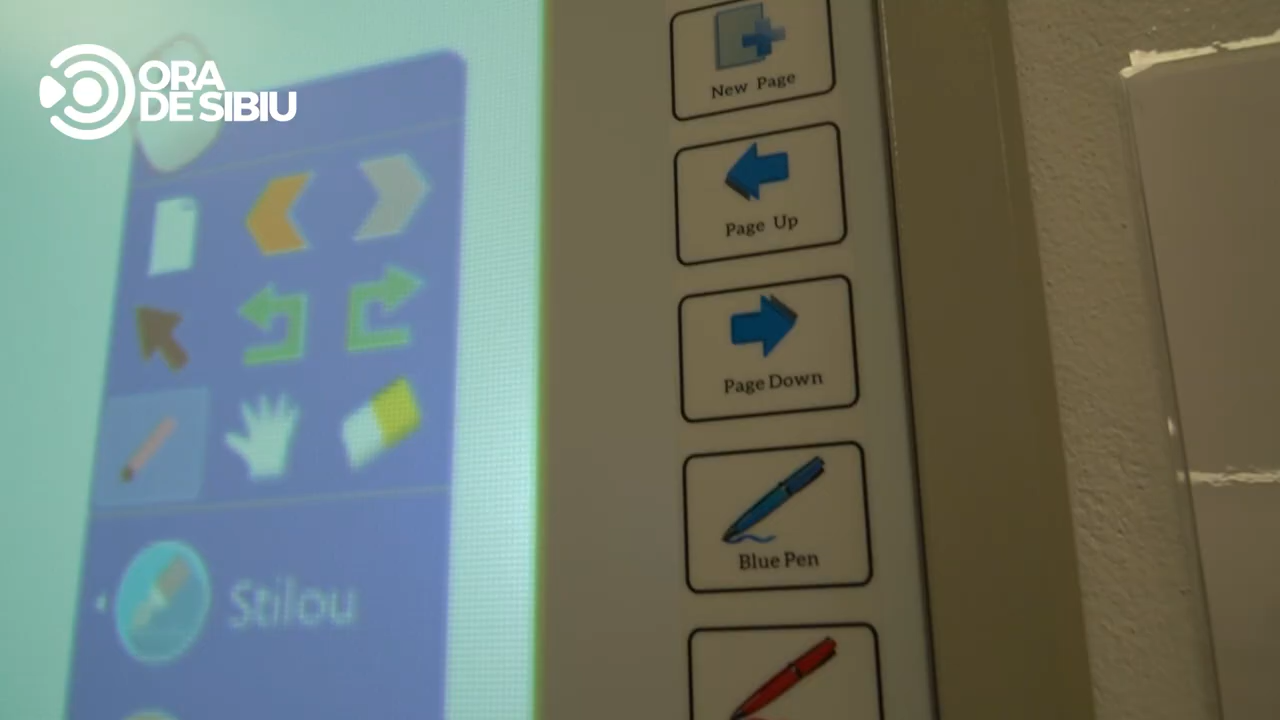 ORA
DE SIBIU
New Page
Page Up
Page Down
Blue Pen
Stilou